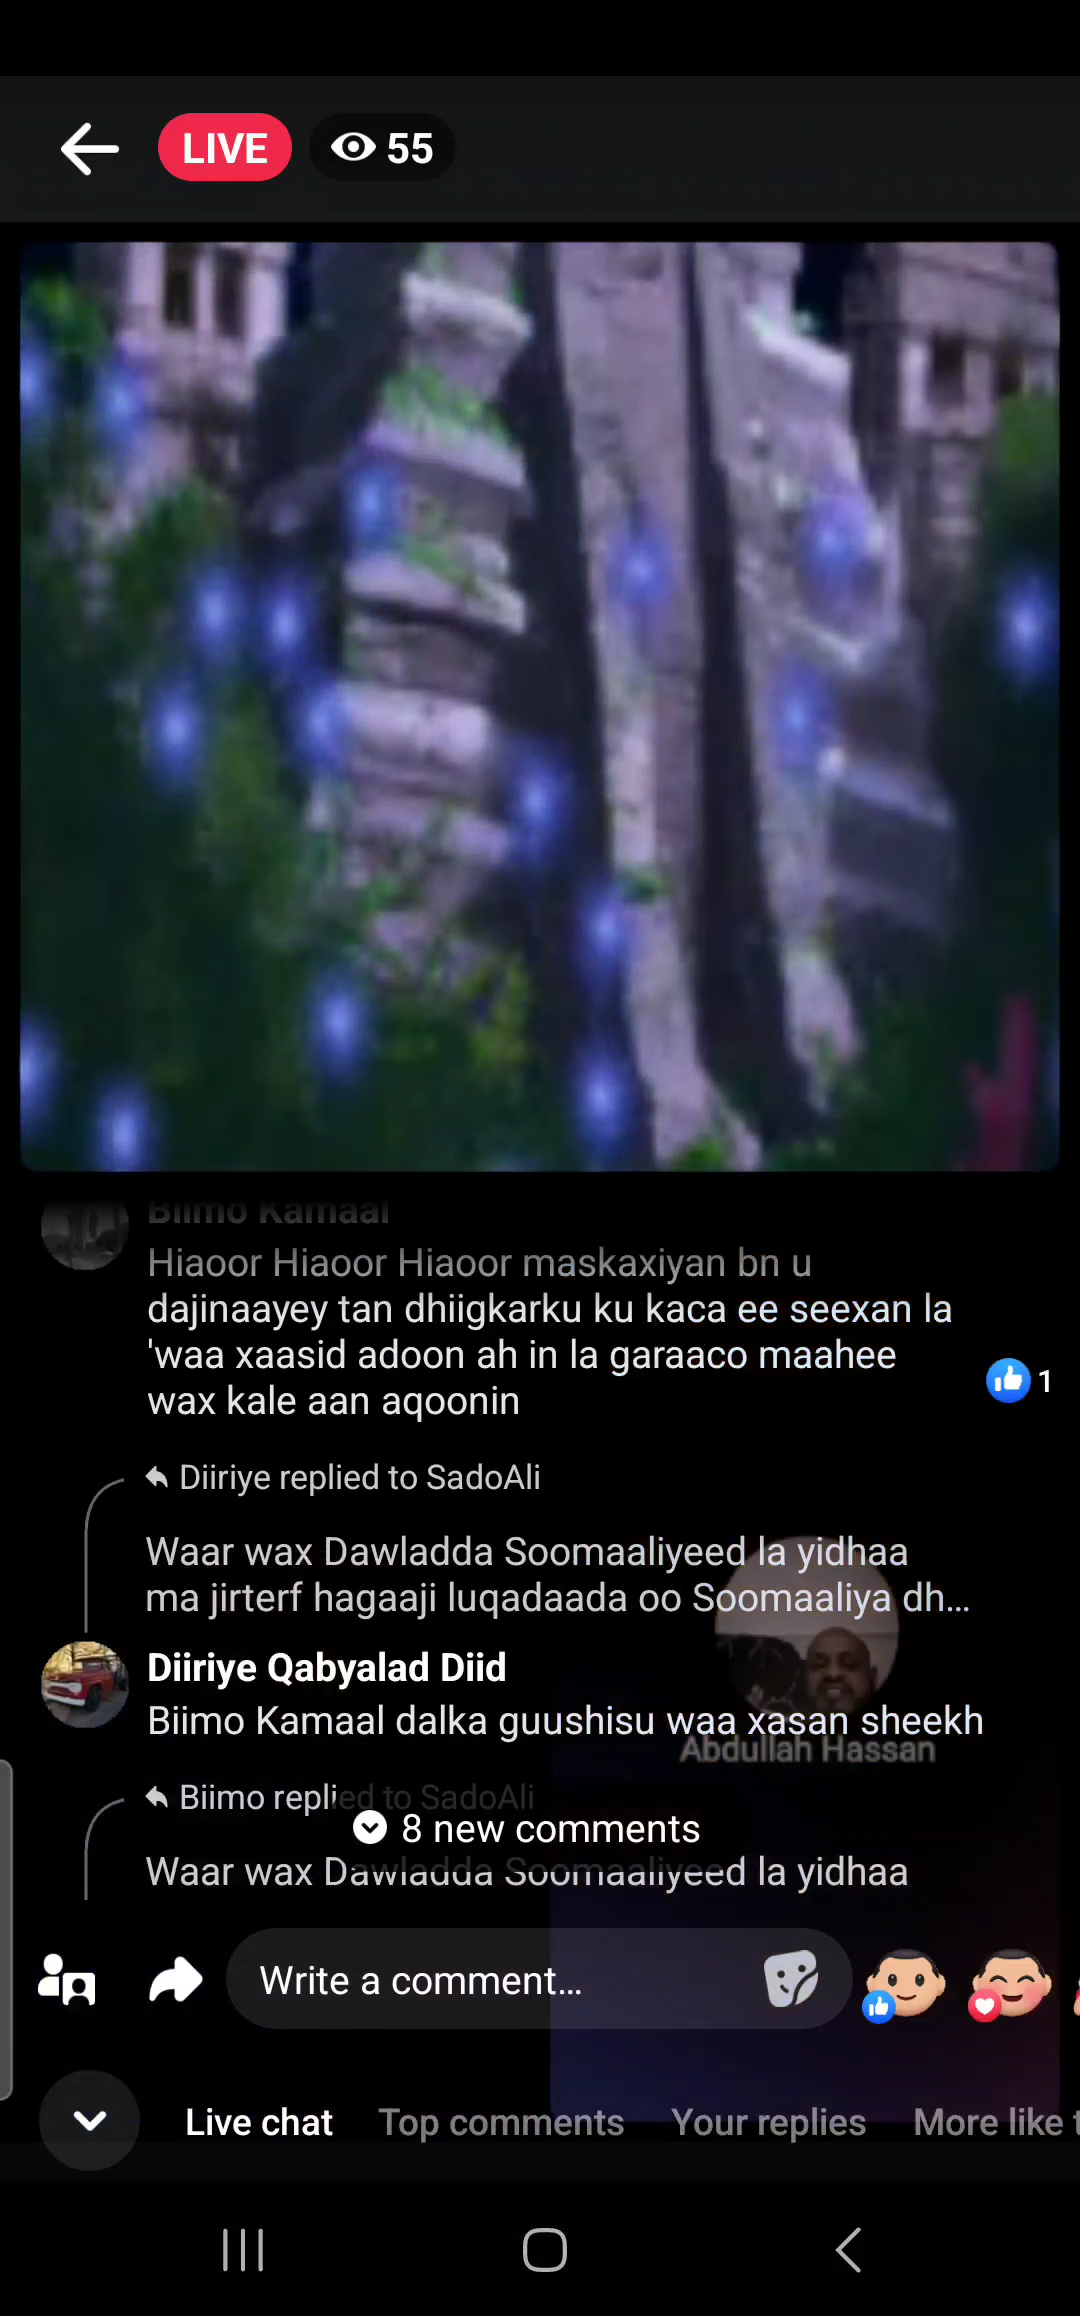 LIVE
55
Biimo Kamaal
Hiaoor Hiaoor Hiaoor maskaxiyan bn u
dajinaayey tan dhiigkarku ku kaca ee seexan la
'waa xaasid adoon ah in la garaaco maahee
wax kale aan aqoonin
1
Diiriye replied to SadoAli
Waar wax Dawladda Soomaaliyeed la yidhaa
ma jirterf hagaaji luqadaada oo Soomaaliya dh...
Diiriye Qabyalad Diid
Biimo Kamaal dalka guushisu waa xasan sheekh
Abdullah Hassan
Biimo replied to SadoAli
8 new comments
Waar wax Dawladda Soomaaliyeed la yidhaa
Write a comment...
Live chat Top comments Your replies More like t